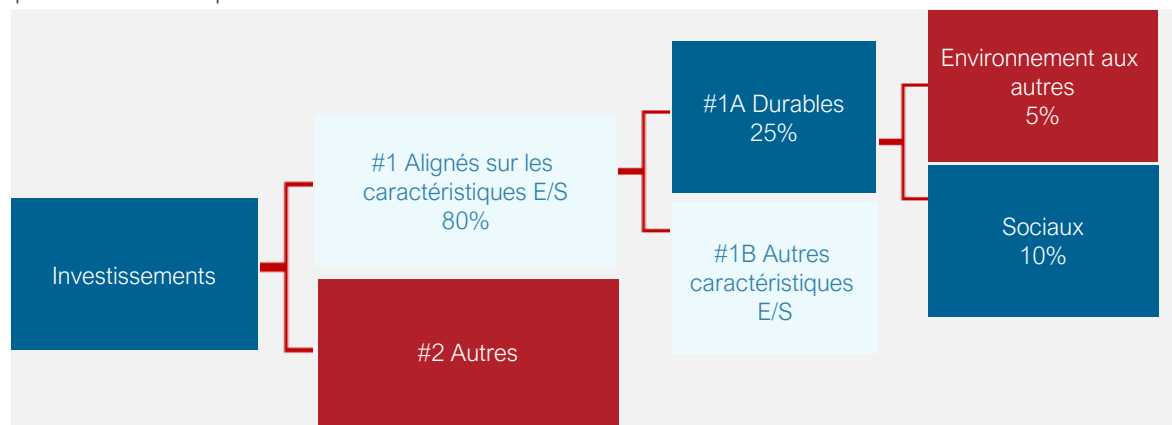 Investissements
#1 Alignés sur les
caractéristiques E/S
80%
#2 Autres
#1A Durables
25%
#1B Autres
caractéristiques
E/S
Environnement aux
autres
5%
Sociaux
10%